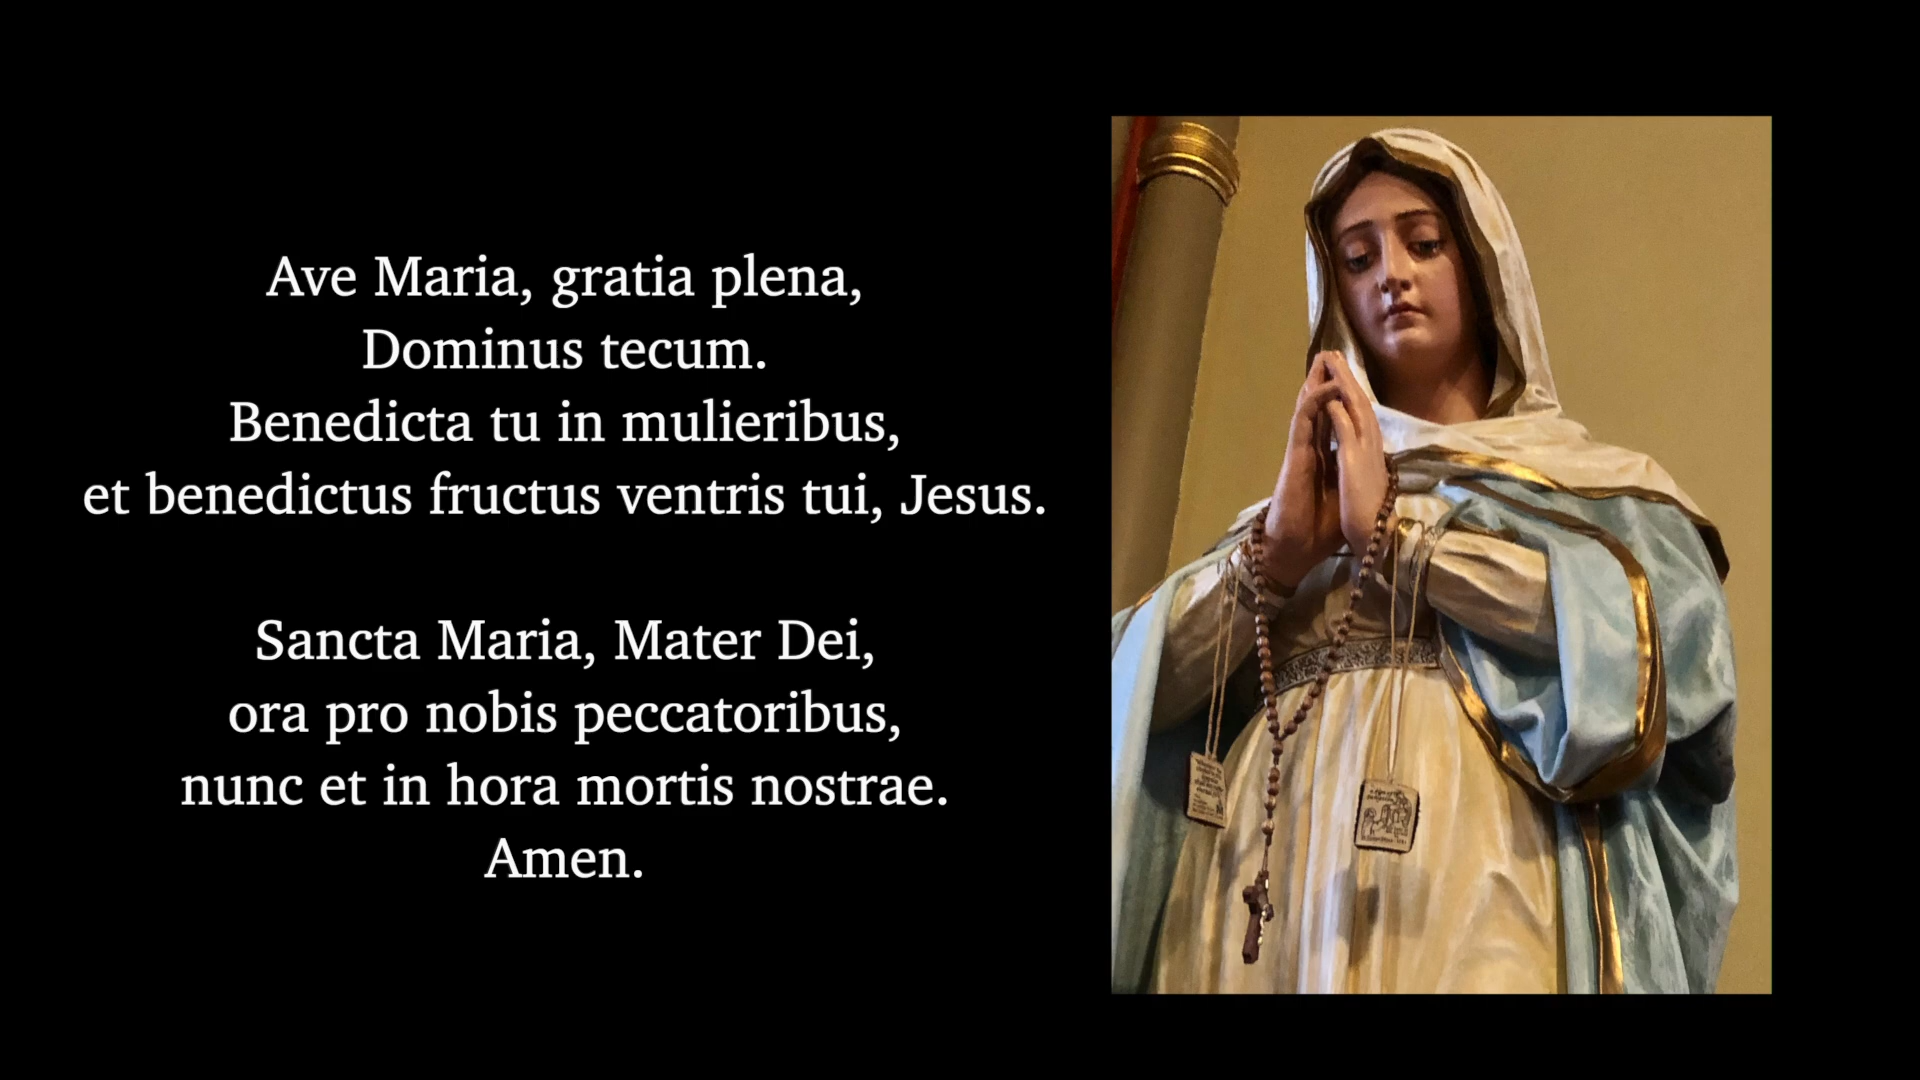 Ave Maria, gratia plena,
Dominus tecum.
Benedicta tu in mulieribus,
et benedictus fructus ventris tui, Jesus.
Sancta Maria, Mater Dei,
ora pro nobis peccatoribus,
nunc et in hora mortis nostrae.
Amen.